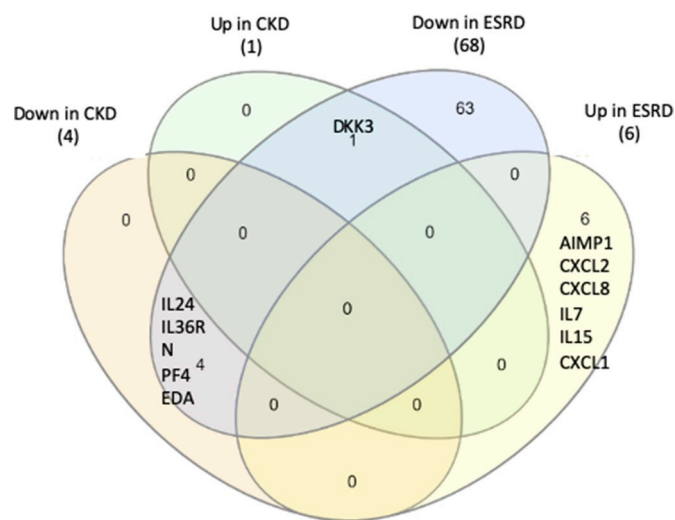 Up in CKD
(1)
Down in ESRD
(68)
Down in CKD
(4)
Up in ESRD
(6)
0
63
DKK3
1
0
0
0
0
0
6
AIMP1
CXCL2
CXCL8
IL7
IL15
CXCL1
0
IL24
IL36R
N
PF4 4
EDA
0
0
0
0